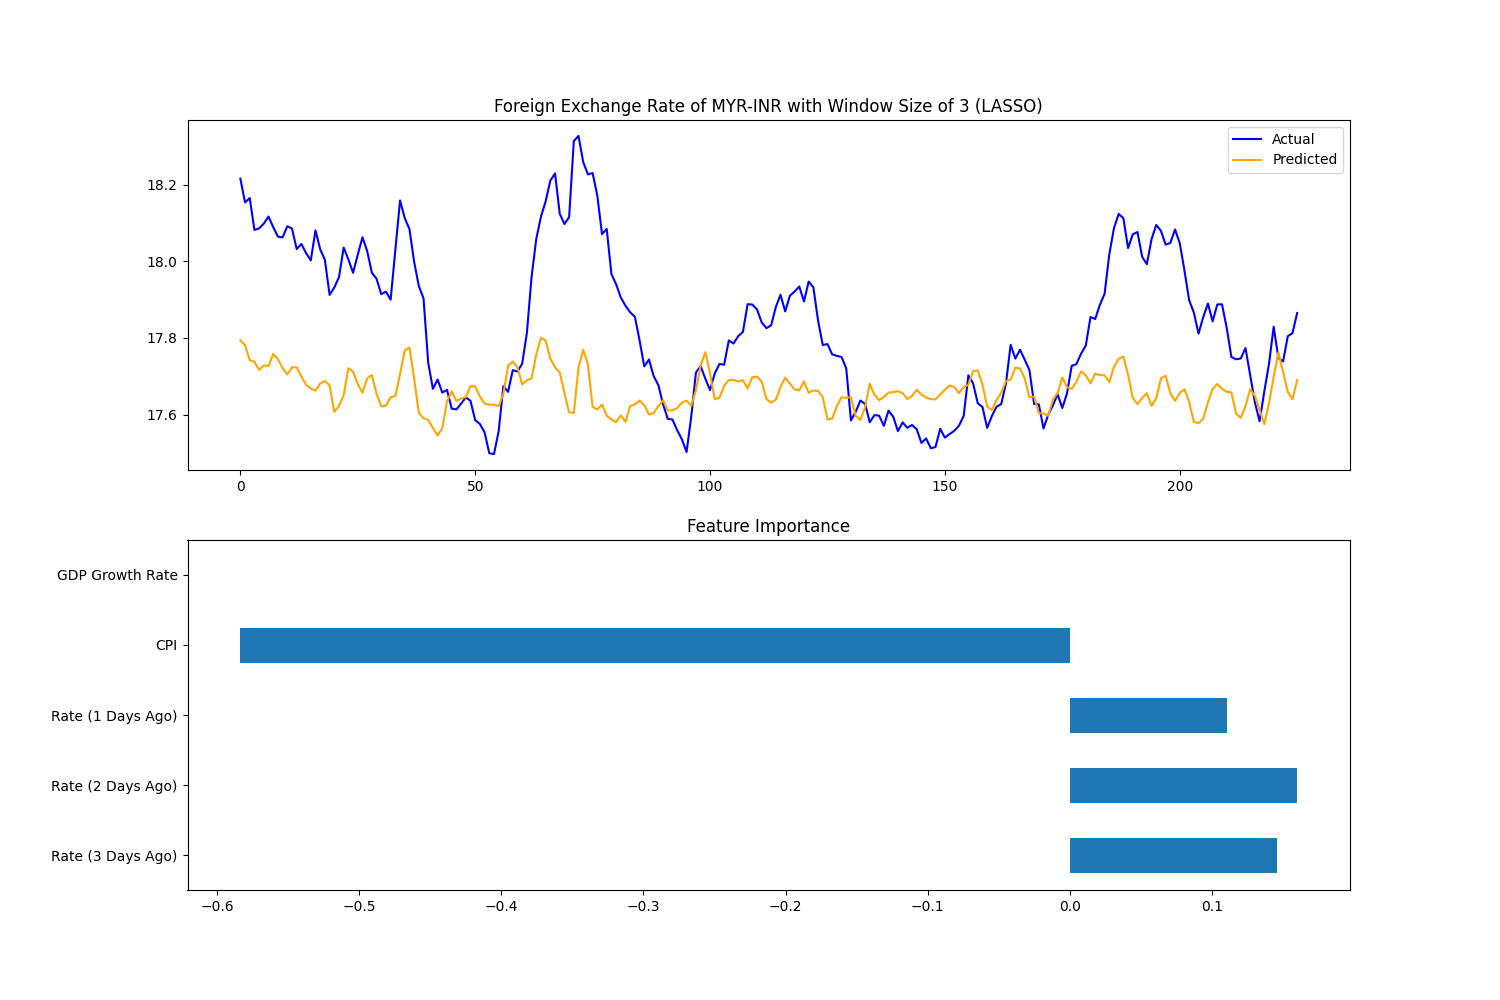 Foreign Exchange Rate of MYR-INR with Window Size of 3 (LASSO)
Actual
Predicted
18.2
18.0
17.8
17.6
0 50 100 150 200
Feature Importance
GDP Growth Rate
CPI
Rate (1 Days Ago)
Rate (2 Days Ago)
Rate (3 Days Ago)
−0.6 −0.5 −0.4 −0.3 −0.2 −0.1 0.0 0.1